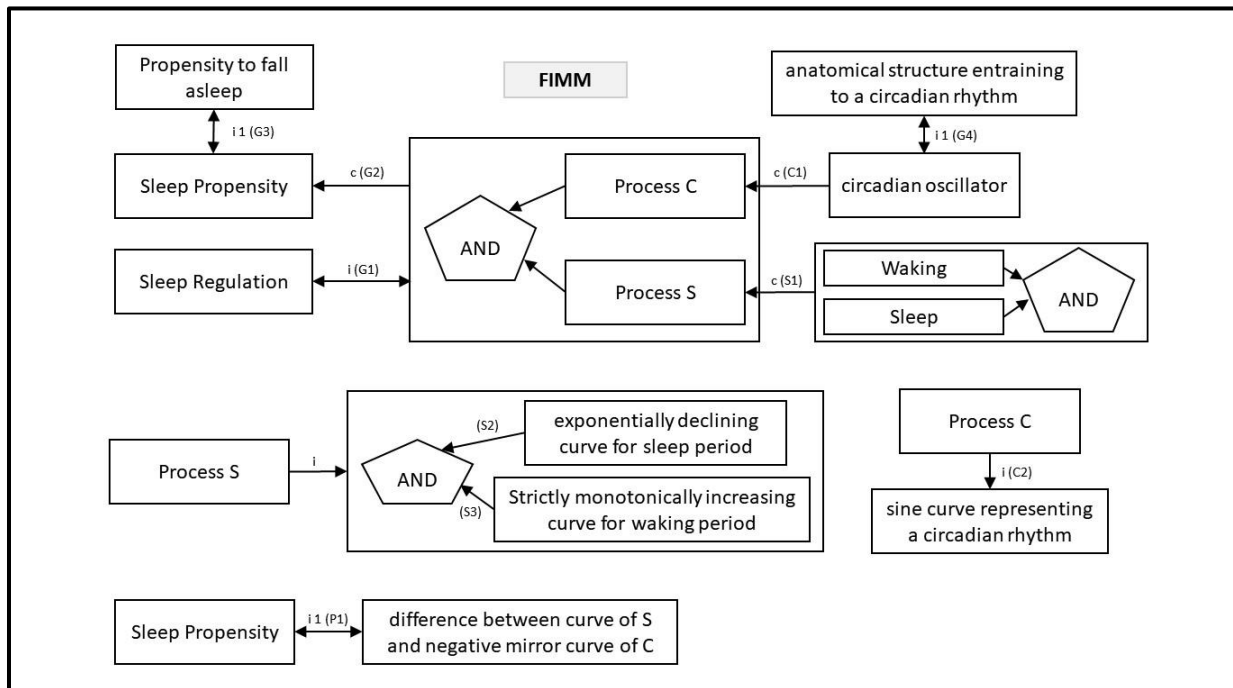 Propensity to fall
asleep
FIMM
anatomical structure entraining
to a circadian rhythm
i 1 (G3)
i 1 (G4)
Sleep Propensity
c (G2)
Process C
c (C1)
circadian oscillator
AND
Sleep Regulation
i (G1)
Process S
c (S1)
Waking
Sleep
AND
Process S
i
AND
(S2)
exponentially declining
curve for sleep period
(S3)
Strictly monotonically increasing
curve for waking period
Process C
i (C2)
sine curve representing
a circadian rhythm
Sleep Propensity
i 1 (P1)
difference between curve of S
and negative mirror curve of C